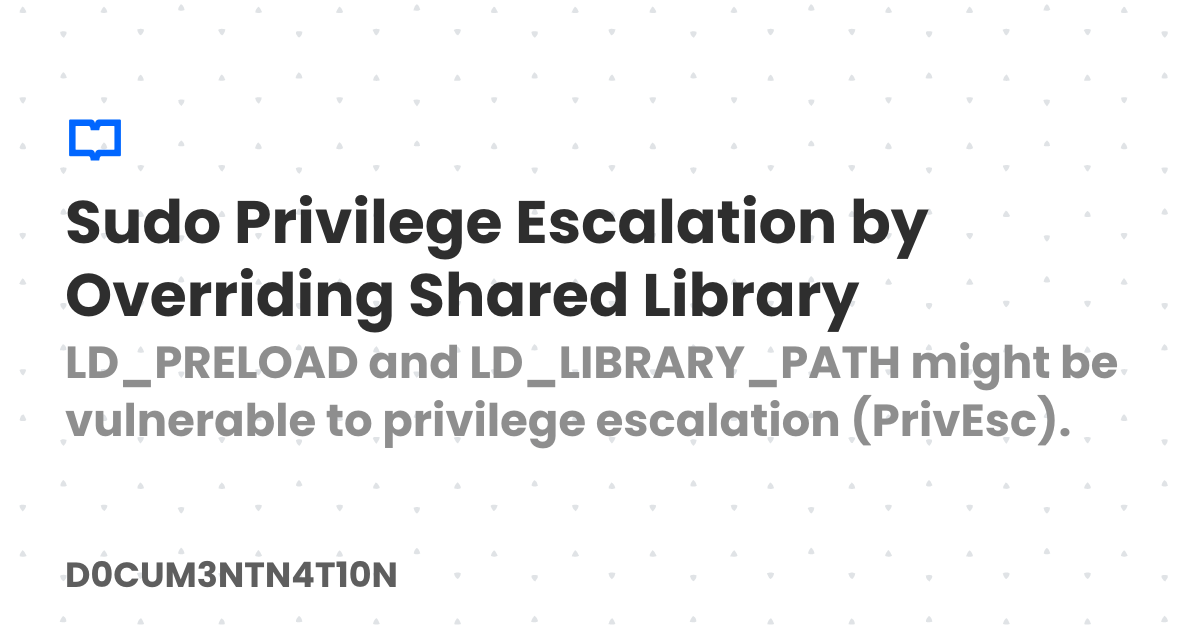 Sudo Privilege Escalation by
Overriding Shared Library
LD_PRELOAD and LD_LIBRARY_PATH might be
vulnerable to privilege escalation (PrivEsc).
D0CUM3NTN4T10N